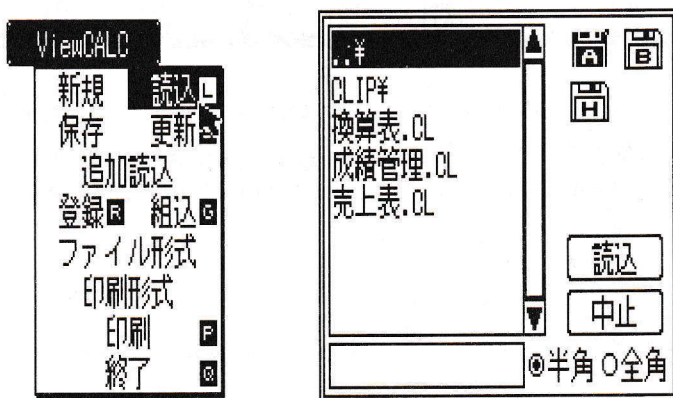 ViewCALC
新規 読込 L
保存 更新
追加読込
登録 R 組込 G
ファイル形式
印刷形式
印刷 P
終了 Q
..¥
CLIP¥
換算表.CL
成績管理.CL
売上表.CL
A B
H
読込
中止
半角 全角